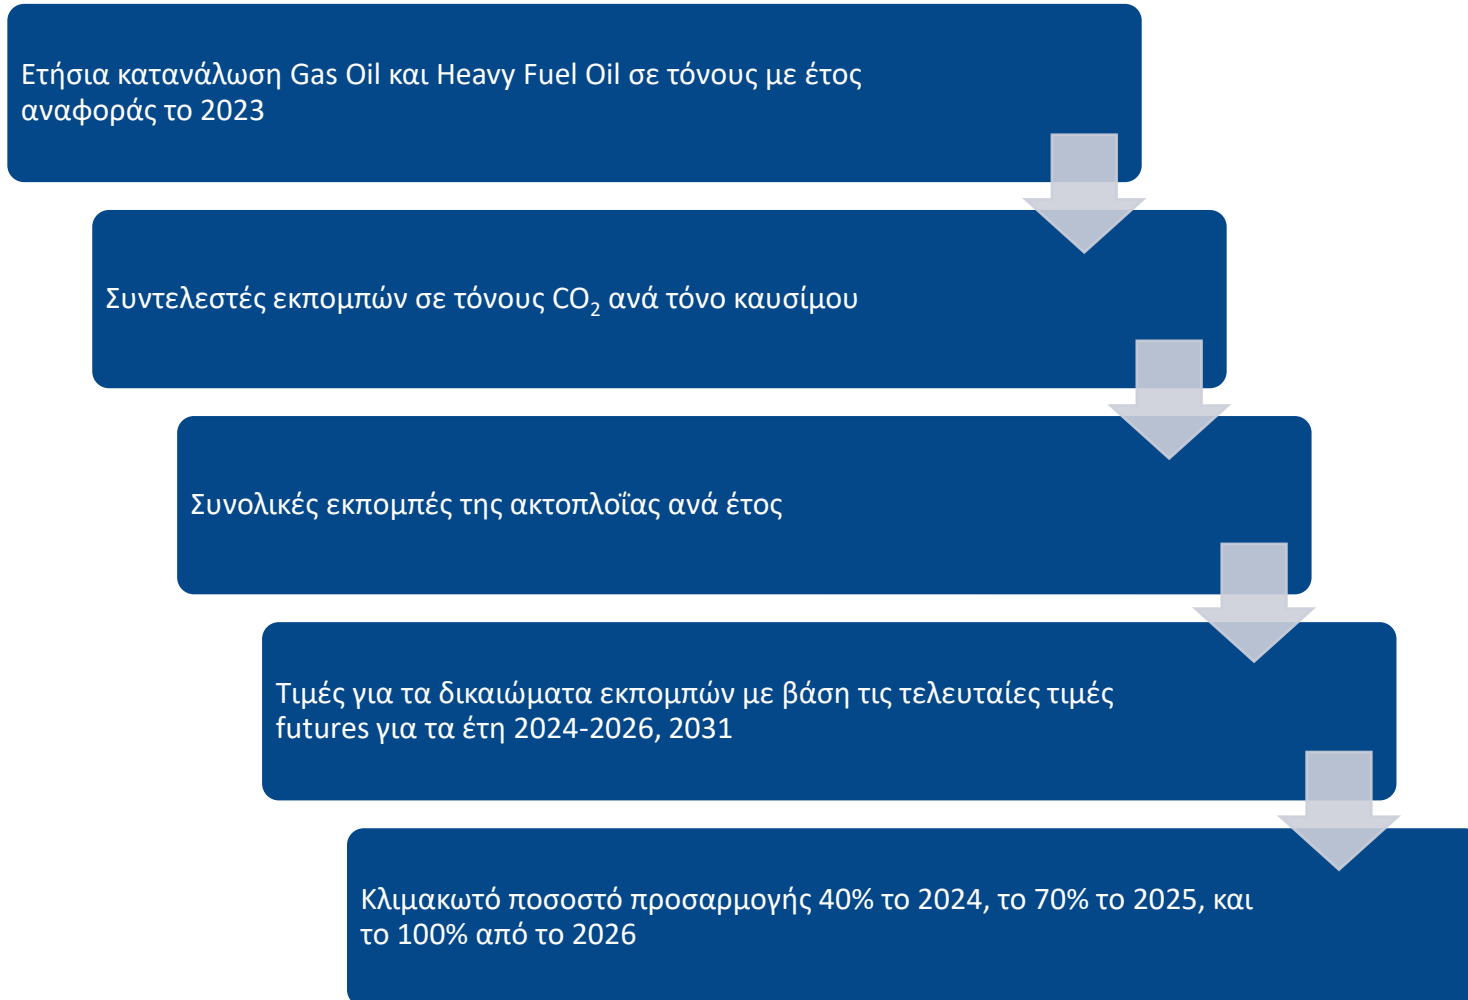 Ετήσια κατανάλωση Gas Oil και Heavy Fuel Oil σε τόνους με έτος
αναφοράς το 2023
Συντελεστές εκπομπών σε τόνους CO₂ ανά τόνο καυσίμου
Συνολικές εκπομπές της ακτοπλοΐας ανά έτος
Τιμές για τα δικαιώματα εκπομπών με βάση τις τελευταίες τιμές
futures για τα έτη 2024-2026, 2031
Κλιμακωτό ποσοστό προσαρμογής 40% το 2024, το 70% το 2025, και
το 100% από το 2026